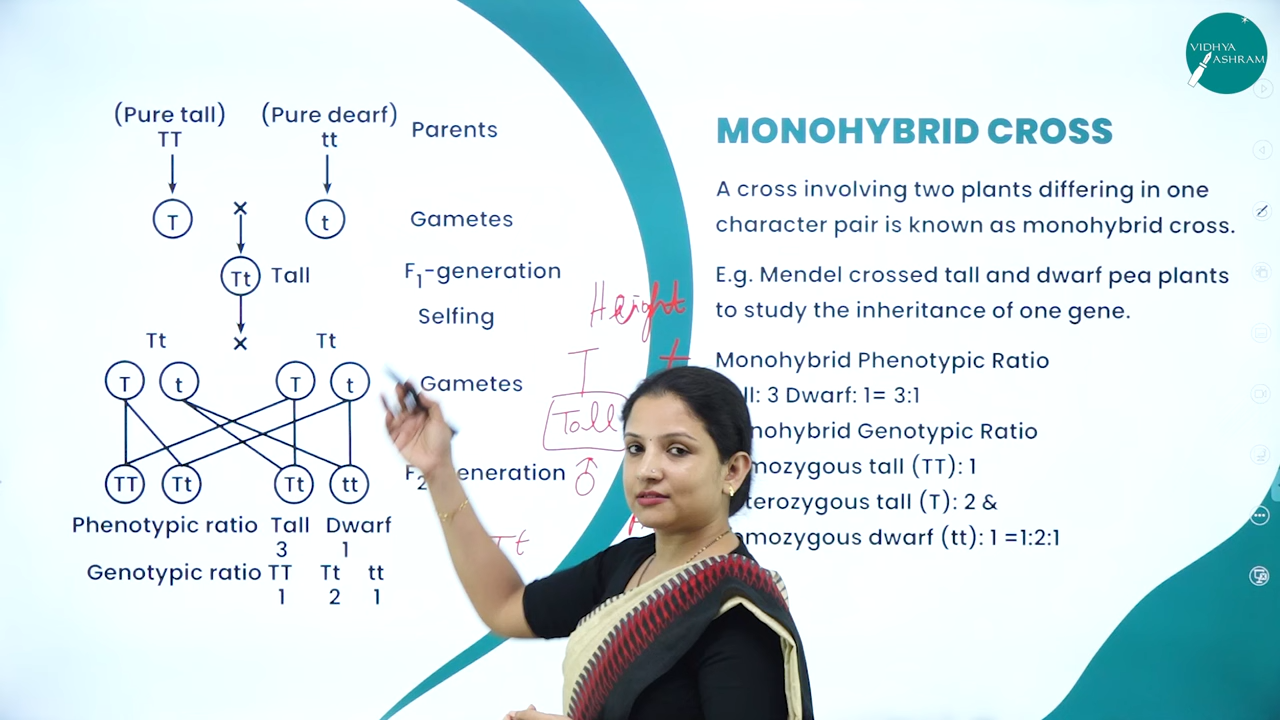 VIDHYA
ASHRAM
(Pure tall) (Pure dearf) Parents
TT tt
T × t Gametes
Tt Tall F1-generation
Selfing
×
Tt Tt
T t T t Gametes
TT Tt Tt tt F2 eneration
Phenotypic ratio Tall Dwarf
3 1
Genotypic ratio TT Tt tt
1 2 1
Height
T t
Tall
♂
Tt
MONOHYBRID CROSS
A cross involving two plants differing in one
character pair is known as monohybrid cross.
E.g. Mendel crossed tall and dwarf pea plants
to study the inheritance of one gene.
Monohybrid Phenotypic Ratio
ll: 3 Dwarf: 1= 3:1
nohybrid Genotypic Ratio
mozygous tall (TT): 1
terozygous tall (T): 2 &
mozygous dwarf (tt): 1 =1:2:1